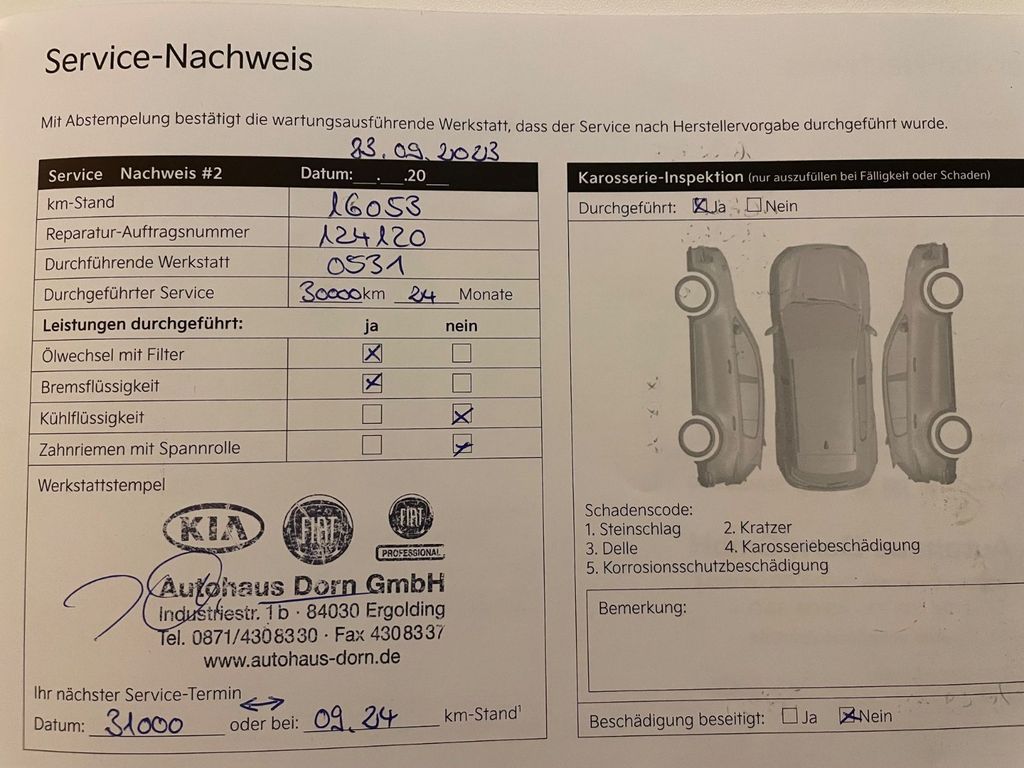 Service-Nachweis
Mit Abstempelung bestätigt die wartungsausführende Werkstatt, dass der Service nach Herstellervorgabe durchgeführt wurde.
23.09.2023
Service Nachweis #2 Datum:__.__.20__
km-Stand 16053
Reparatur-Auftragsnummer 124120
Durchführende Werkstatt 0531
Durchgeführter Service 30000 km 24 Monate
Leistungen durchgeführt: ja nein
Ölwechsel mit Filter
Bremsflüssigkeit
Kühlflüssigkeit
Zahnriemen mit Spannrolle
Werkstattstempel
KIA FIAT FIAT
PROFESSIONAL
Autohaus Dorn GmbH
Industriestr. 1b · 84030 Ergolding
Tel. 0871/4308330 · Fax 4308337
www.autohaus-dorn.de
Ihr nächster Service-Termin
Datum: 31000 oder bei: 09.24 km-Stand¹
Karosserie-Inspektion (nur auszufüllen bei Fälligkeit oder Schaden)
Durchgeführt: Ja Nein
Schadenscode:
1. Steinschlag 2. Kratzer
3. Delle 4. Karosseriebeschädigung
5. Korrosionsschutzbeschädigung
Bemerkung:
Beschädigung beseitigt: Ja Nein